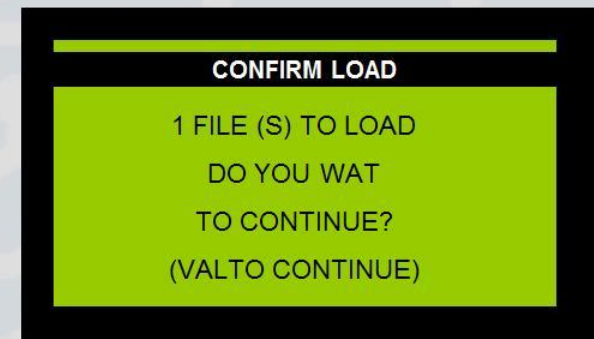 CONFIRM LOAD
1 FILE (S) TO LOAD
DO YOU WAT
TO CONTINUE?
(VALTO CONTINUE)